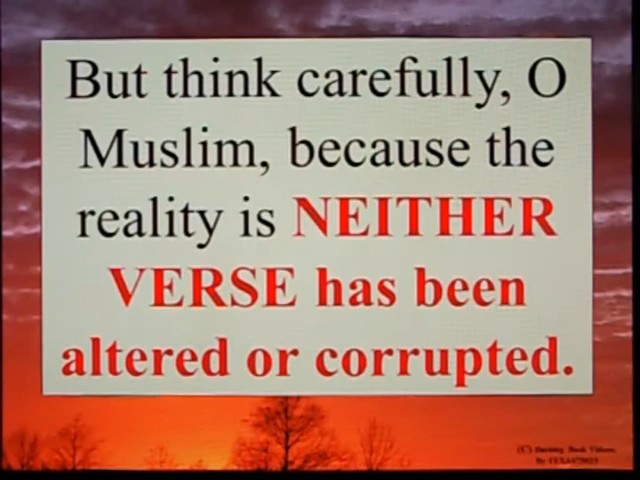 But think carefully, O
Muslim, because the
reality is NEITHER
VERSE has been
altered or corrupted.
(C)